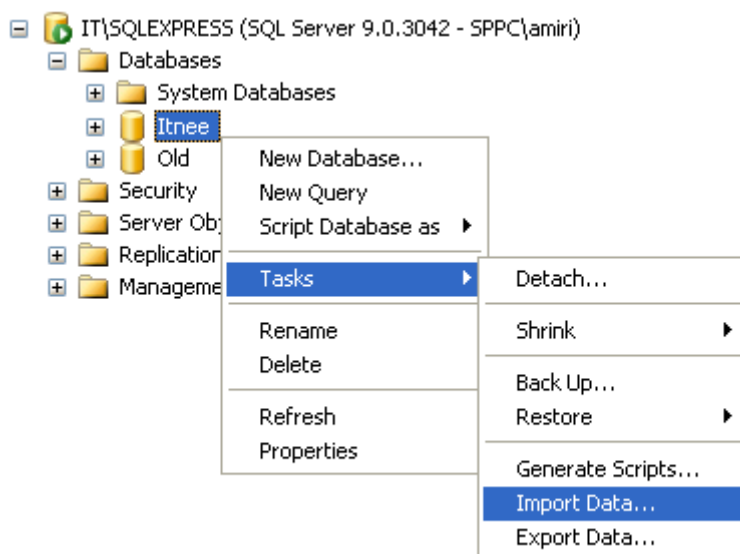 IT\SQLEXPRESS (SQL Server 9.0.3042 - SPPC\amiri)
Databases
System Databases
Itnee
Old
Security
Server Obj
Replication
Manageme
New Database...
New Query
Script Database as
Tasks
Rename
Delete
Refresh
Properties
Detach...
Shrink
Back Up...
Restore
Generate Scripts...
Import Data...
Export Data...